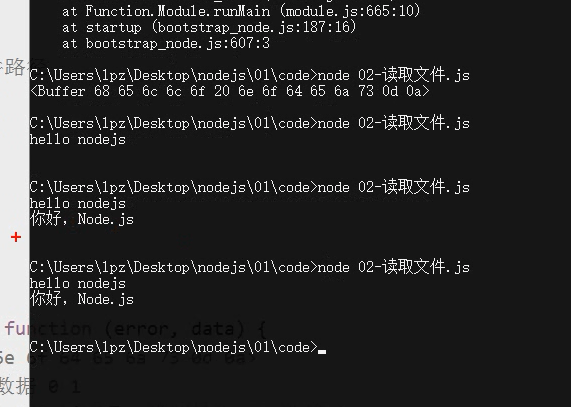 at Function.Module.runMain (module.js:665:10)
at startup (bootstrap_node.js:187:16)
at bootstrap_node.js:607:3
C:\Users\lpz\Desktop\nodejs\01\code>node 02-读取文件.js
<Buffer 68 65 6c 6c 6f 20 6e 6f 64 65 6a 73 0d 0a>
C:\Users\lpz\Desktop\nodejs\01\code>node 02-读取文件.js
hello nodejs
C:\Users\lpz\Desktop\nodejs\01\code>node 02-读取文件.js
hello nodejs
你好，Node.js
C:\Users\lpz\Desktop\nodejs\01\code>node 02-读取文件.js
hello nodejs
你好，Node.js
function (error, data) {
C:\Users\lpz\Desktop\nodejs\01\code>
数据 0 1